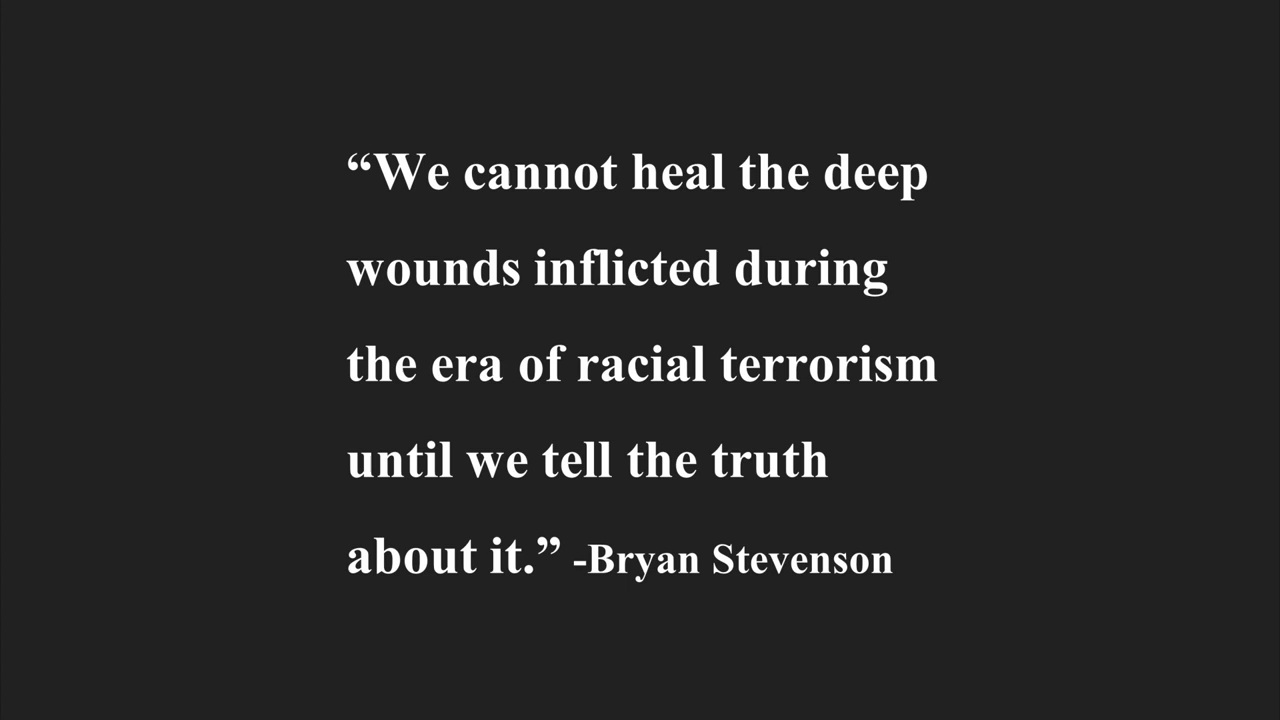 “We cannot heal the deep
wounds inflicted during
the era of racial terrorism
until we tell the truth
about it.” -Bryan Stevenson